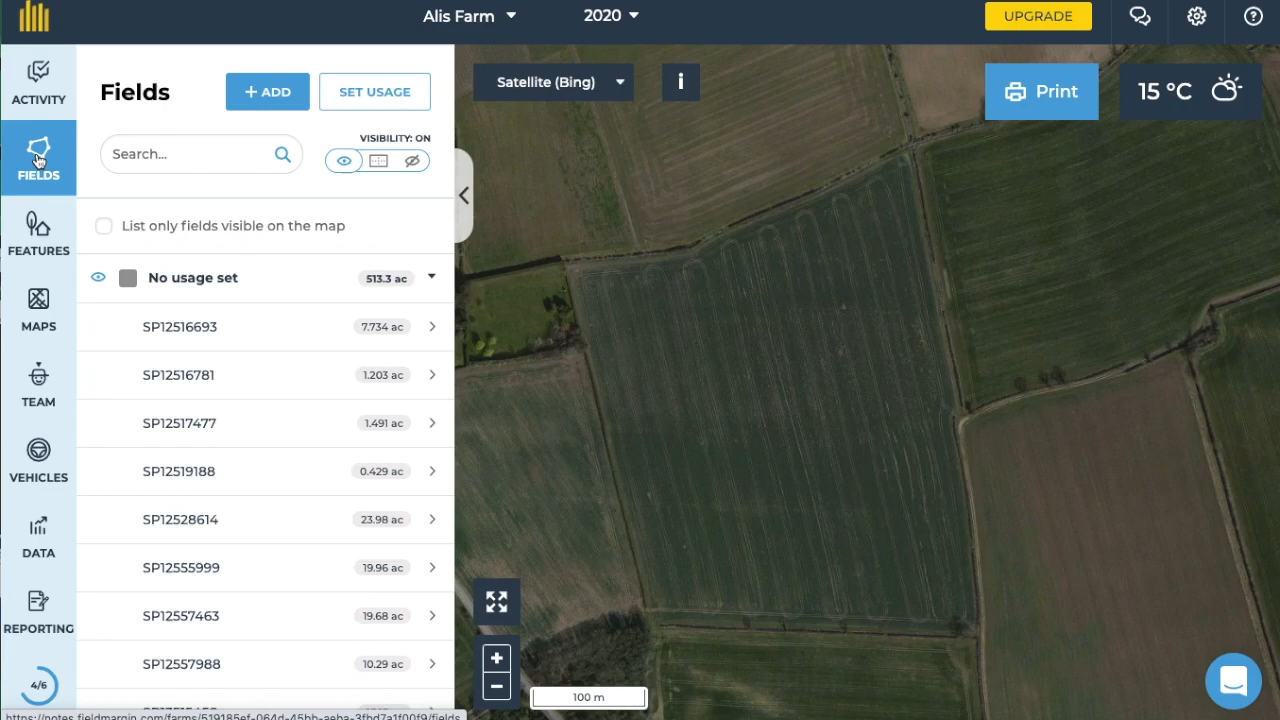 Alis Farm
2020
UPGRADE
ACTIVITY
FIELDS
FEATURES
MAPS
TEAM
VEHICLES
DATA
REPORTING
4/6
Fields
+ ADD
SET USAGE
Search...
VISIBILITY: ON
List only fields visible on the map
No usage set 513.3 ac
SP12516693 7.734 ac
SP12516781 1.203 ac
SP12517477 1.491 ac
SP12519188 0.429 ac
SP12528614 23.98 ac
SP12555999 19.96 ac
SP12557463 19.68 ac
SP12557988 10.29 ac
Satellite (Bing)
i
Print
15 °C
+
−
100 m